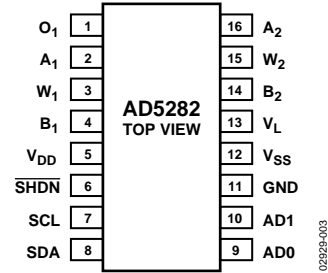 O1 1 16 A2
A1 2 15 W2
W1 3 14 B2
B1 4 13 VL
AD5282
TOP VIEW
VDD 5 12 VSS
SHDN 6 11 GND
SCL 7 10 AD1
SDA 8 9 AD0
02929-003